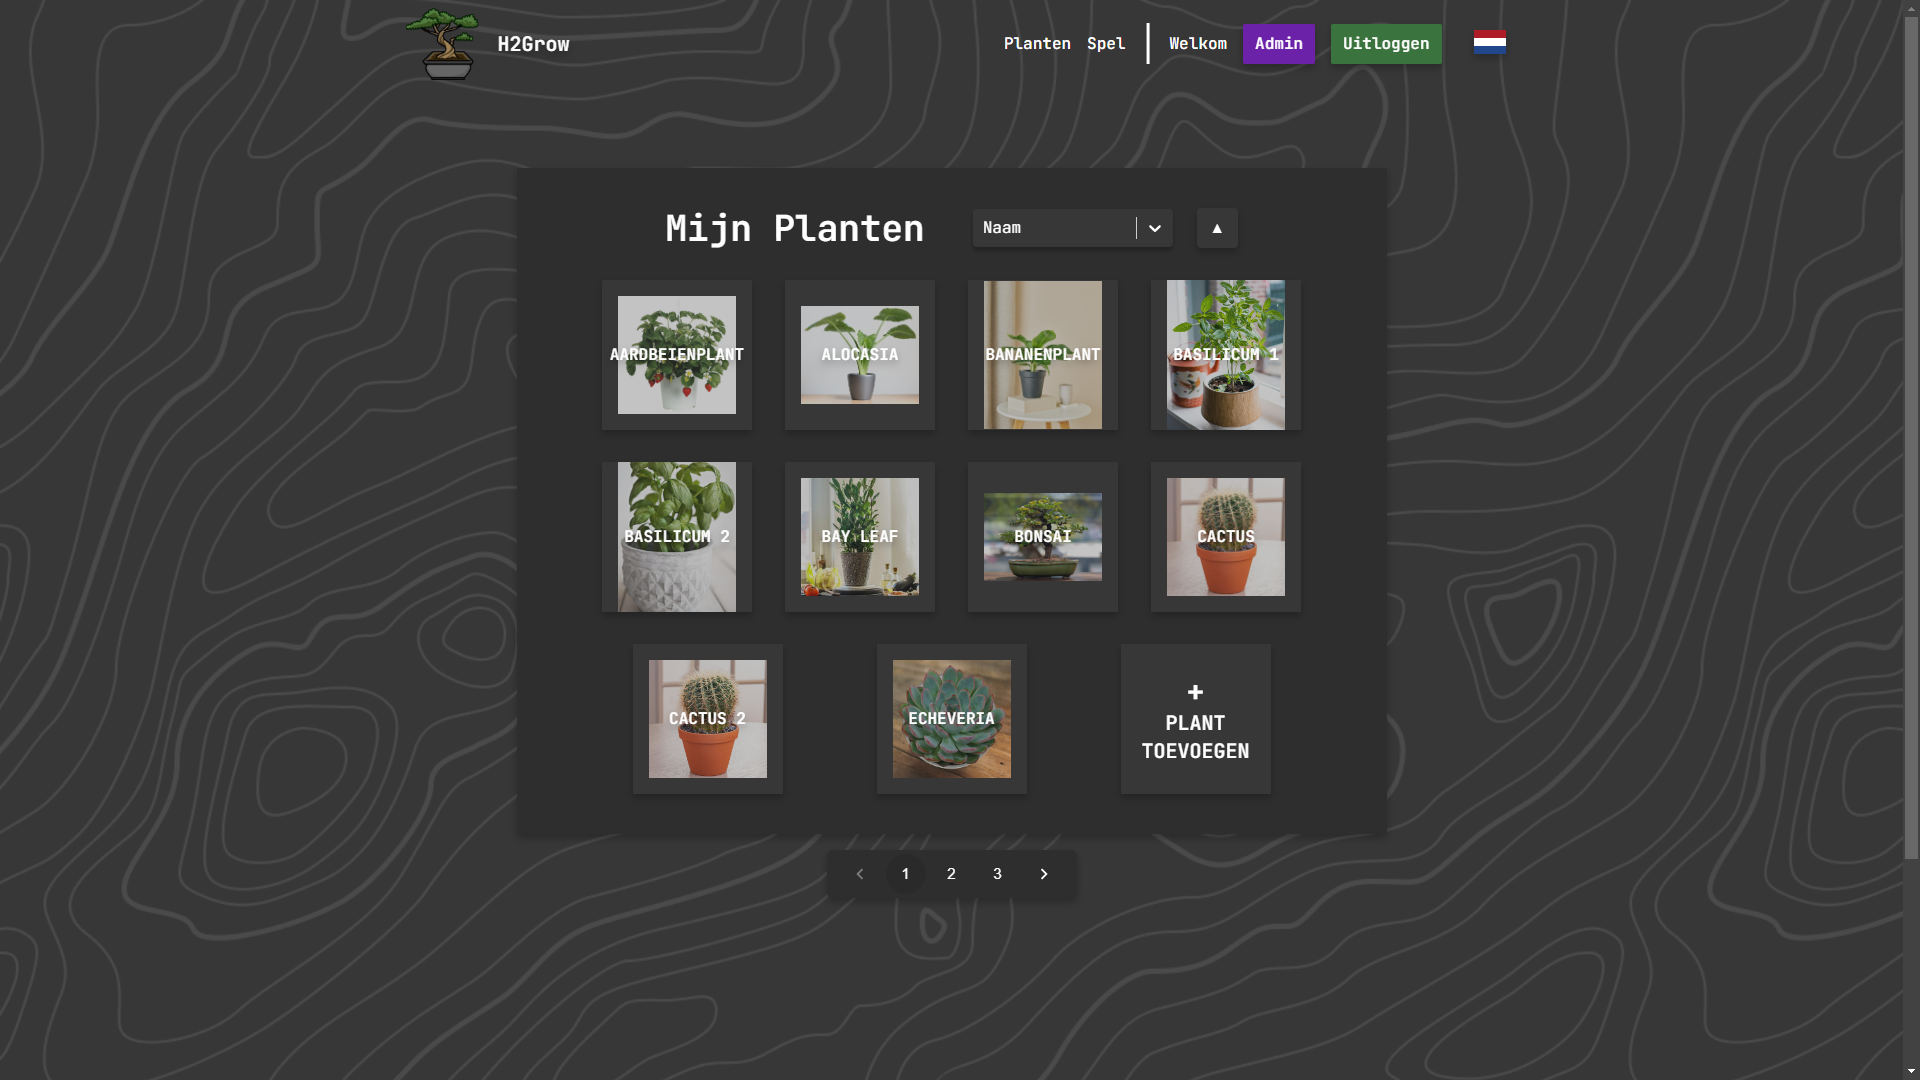 H2Grow
Planten Spel Welkom Admin Uitloggen
Mijn Planten
Naam
▲
AARDBEIENPLANT
ALOCASIA
BANANENPLANT
BASILICUM 1
BASILICUM 2
BAY LEAF
BONSAI
CACTUS
CACTUS 2
ECHEVERIA
+
PLANT
TOEVOEGEN
1 2 3